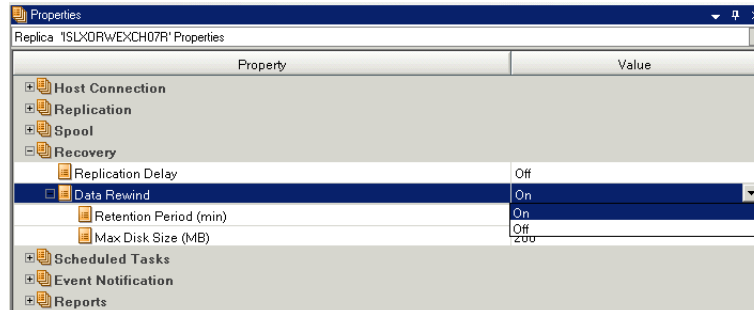 Properties
Replica 'ISLXORWEXCH07R' Properties
Property Value
Host Connection
Replication
Spool
Recovery
Replication Delay Off
Data Rewind On
Retention Period (min) On
Off
Max Disk Size (MB) 200
Scheduled Tasks
Event Notification
Reports